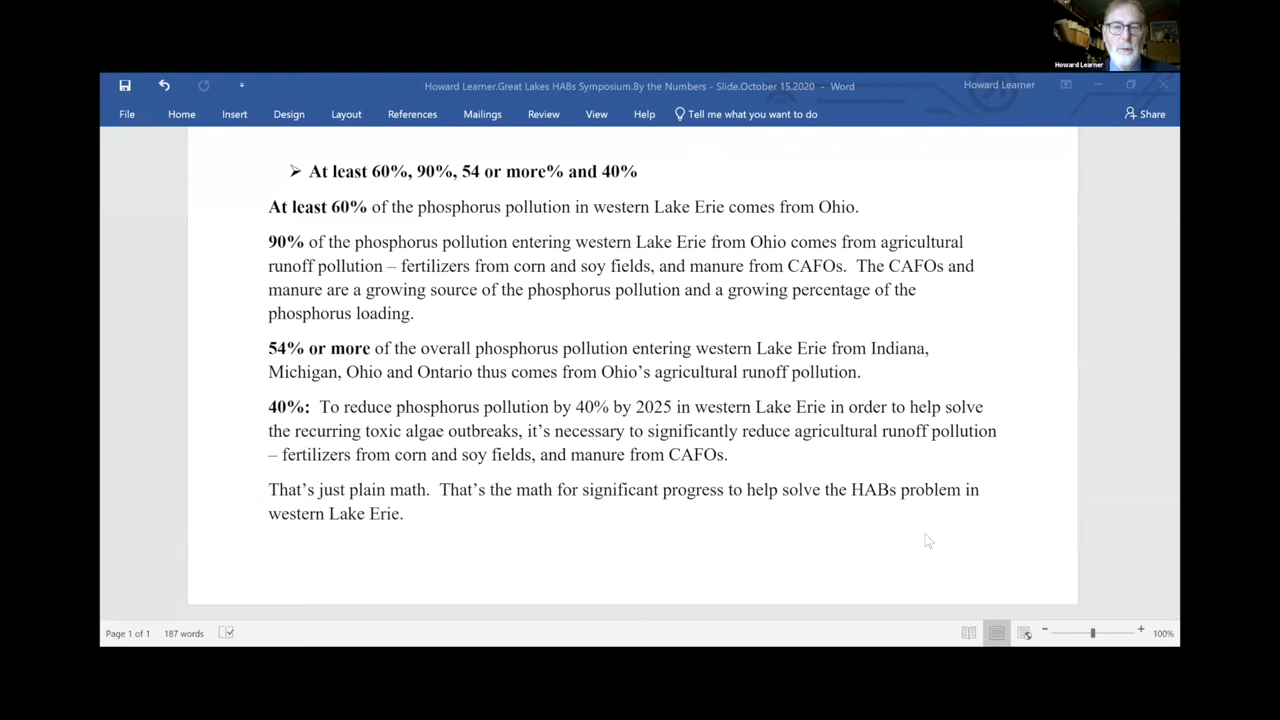 Howard Learner
Howard Learner.Great Lakes HABs Symposium.By the Numbers - Slide.October 15.2020 - Word
Howard Learner
File Home Insert Design Layout References Mailings Review View Help Tell me what you want to do Share
➢ At least 60%, 90%, 54 or more% and 40%
At least 60% of the phosphorus pollution in western Lake Erie comes from Ohio.
90% of the phosphorus pollution entering western Lake Erie from Ohio comes from agricultural
runoff pollution – fertilizers from corn and soy fields, and manure from CAFOs.  The CAFOs and
manure are a growing source of the phosphorus pollution and a growing percentage of the
phosphorus loading.
54% or more of the overall phosphorus pollution entering western Lake Erie from Indiana,
Michigan, Ohio and Ontario thus comes from Ohio’s agricultural runoff pollution.
40%:  To reduce phosphorus pollution by 40% by 2025 in western Lake Erie in order to help solve
the recurring toxic algae outbreaks, it’s necessary to significantly reduce agricultural runoff pollution
– fertilizers from corn and soy fields, and manure from CAFOs.
That’s just plain math.  That’s the math for significant progress to help solve the HABs problem in
western Lake Erie.
Page 1 of 1 187 words 100%